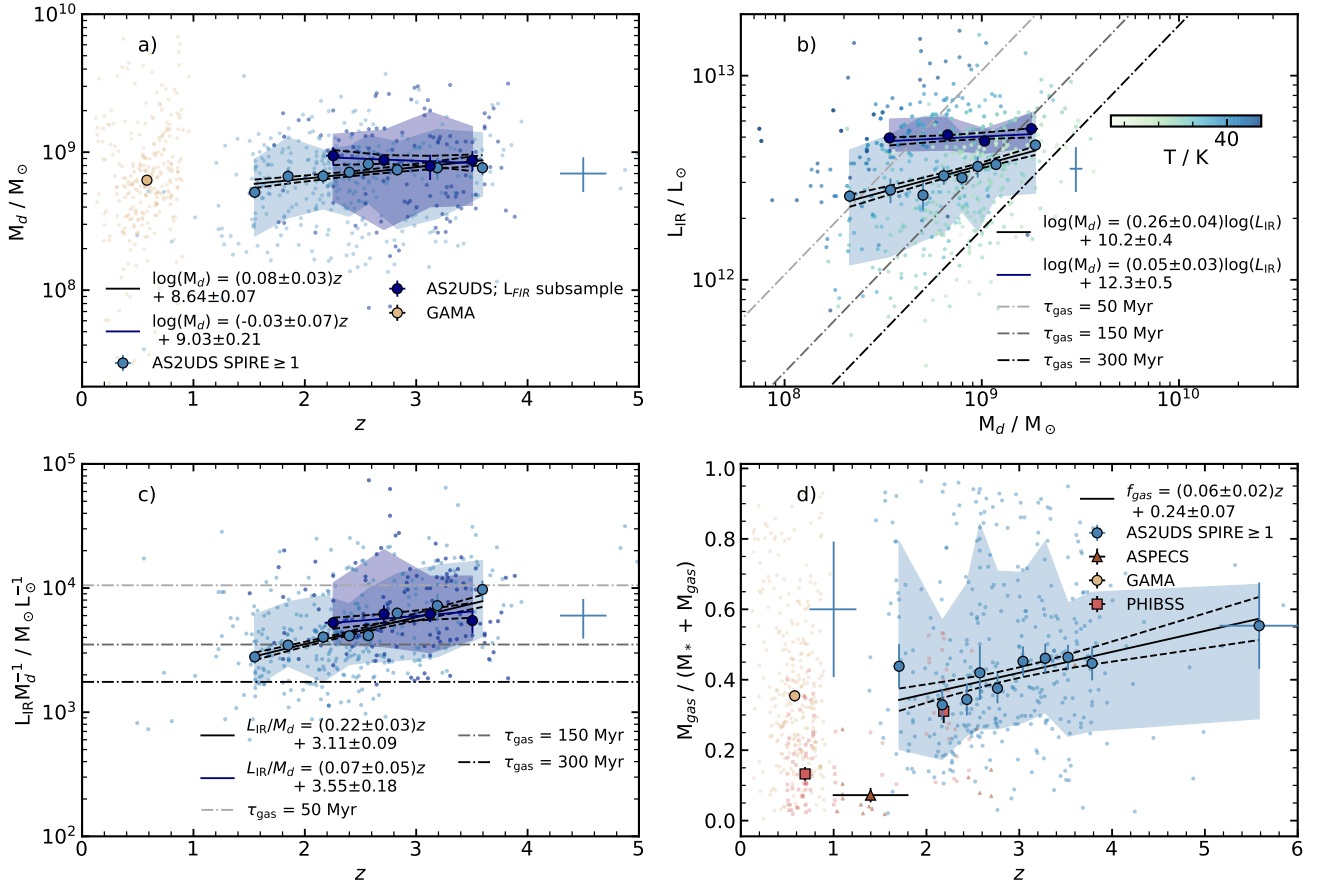 a)
10^10
10^9
10^8
M_d / M_⊙
log(M_d) = (0.08±0.03)z
+ 8.64±0.07
log(M_d) = (-0.03±0.07)z
+ 9.03±0.21
AS2UDS SPIRE ≥ 1
AS2UDS; L_FIR subsample
GAMA
0 1 2 3 4 5
z
b)
10^13
10^12
L_IR / L_⊙
40
T / K
log(M_d) = (0.26±0.04)log(L_IR)
+ 10.2±0.4
log(M_d) = (0.05±0.03)log(L_IR)
+ 12.3±0.5
τ_gas = 50 Myr
τ_gas = 150 Myr
τ_gas = 300 Myr
10^8 10^9 10^10
M_d / M_⊙
c)
10^5
10^4
10^3
10^2
L_IR M_d^-1 / M_⊙ L_⊙^-1
L_IR/M_d = (0.22±0.03)z
+ 3.11±0.09
L_IR/M_d = (0.07±0.05)z
+ 3.55±0.18
τ_gas = 50 Myr
τ_gas = 150 Myr
τ_gas = 300 Myr
0 1 2 3 4 5
z
d)
1.0
0.8
0.6
0.4
0.2
0.0
M_gas / (M_* + M_gas)
f_gas = (0.06±0.02)z
+ 0.24±0.07
AS2UDS SPIRE ≥ 1
ASPECS
GAMA
PHIBSS
0 1 2 3 4 5 6
z